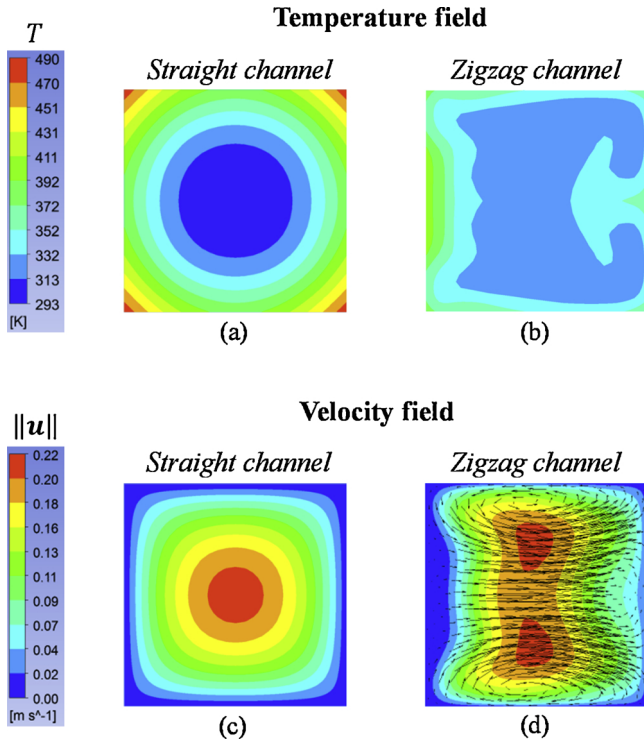 Temperature field
T
Straight channel
Zigzag channel
490
470
451
431
411
392
372
352
332
313
293
[K]
(a)
(b)
Velocity field
||u||
Straight channel
Zigzag channel
0.22
0.20
0.18
0.16
0.13
0.11
0.09
0.07
0.04
0.02
0.00
[m s^-1]
(c)
(d)